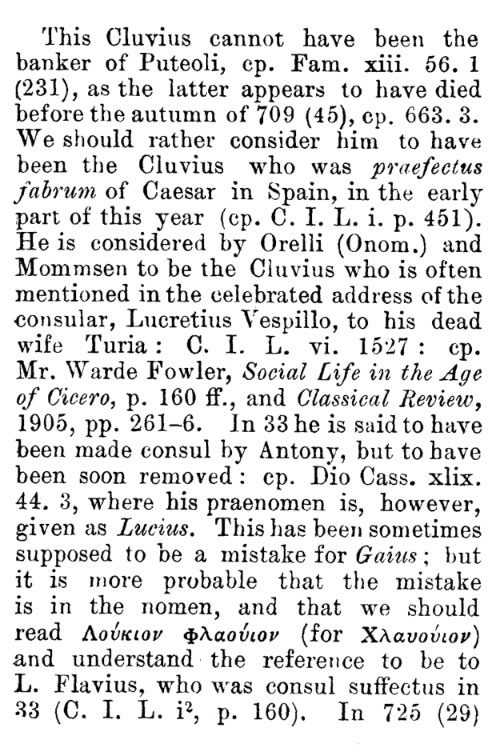 This Cluvius cannot have been the
banker of Puteoli, cp. Fam. xiii. 56. 1
(231), as the latter appears to have died
before the autumn of 709 (45), cp. 663. 3.
We should rather consider him to have
been the Cluvius who was praefectus
fabrum of Caesar in Spain, in the early
part of this year (cp. C. I. L. i. p. 451).
He is considered by Orelli (Onom.) and
Mommsen to be the Cluvius who is often
mentioned in the celebrated address of the
consular, Lucretius Vespillo, to his dead
wife Turia : C. I. L. vi. 1527 : cp.
Mr. Warde Fowler, Social Life in the Age
of Cicero, p. 160 ff., and Classical Review,
1905, pp. 261–6. In 33 he is said to have
been made consul by Antony, but to have
been soon removed : cp. Dio Cass. xlix.
44. 3, where his praenomen is, however,
given as Lucius. This has been sometimes
supposed to be a mistake for Gaius ; but
it is more probable that the mistake
is in the nomen, and that we should
read Λούκιον Φλαούιον (for Χλαυούιον)
and understand the reference to be to
L. Flavius, who was consul suffectus in
33 (C. I. L. i², p. 160). In 725 (29)